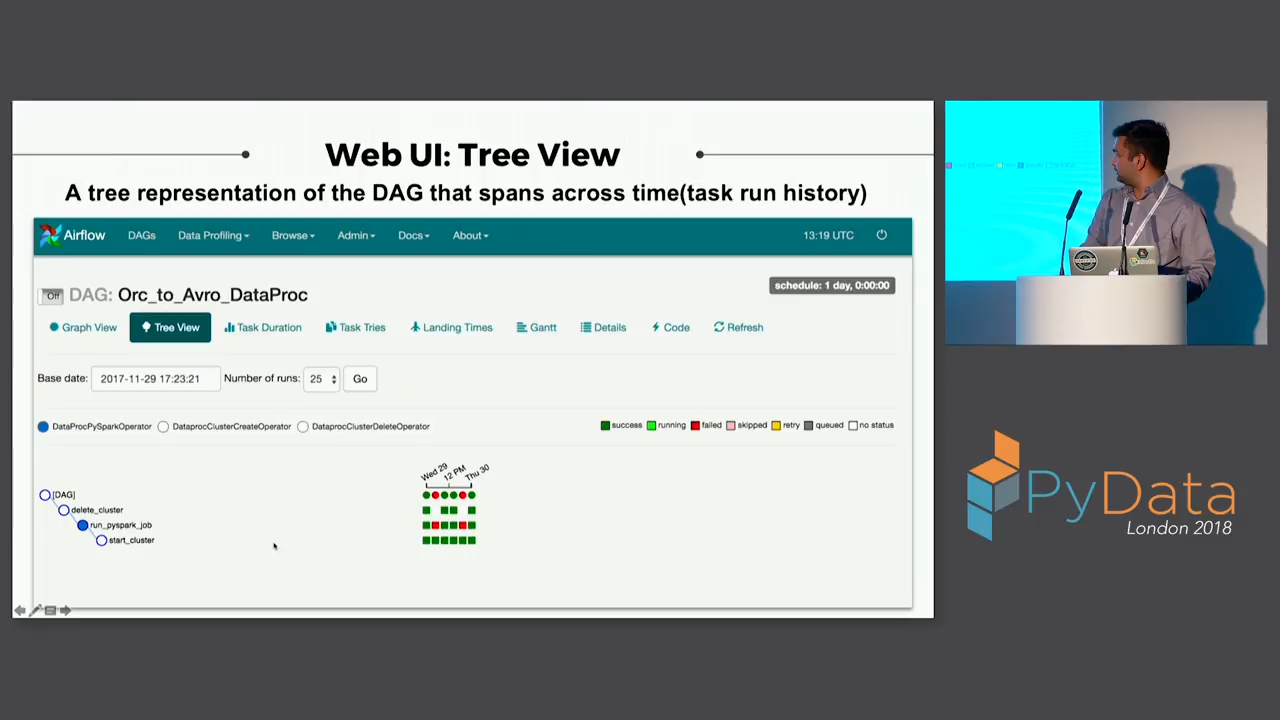 Web UI: Tree View
A tree representation of the DAG that spans across time(task run history)
Airflow DAGs Data Profiling Browse Admin Docs About 13:19 UTC
Off DAG: Orc_to_Avro_DataProc schedule: 1 day, 0:00:00
Graph View Tree View Task Duration Task Tries Landing Times Gantt Details Code Refresh
Base date: 2017-11-29 17:23:21 Number of runs: 25 Go
DataProcPySparkOperator DataprocClusterCreateOperator DataprocClusterDeleteOperator success running failed skipped retry queued no status
Wed 29 12 PM Thu 30
[DAG]
delete_cluster
run_pyspark_job
start_cluster
PyData
London 2018